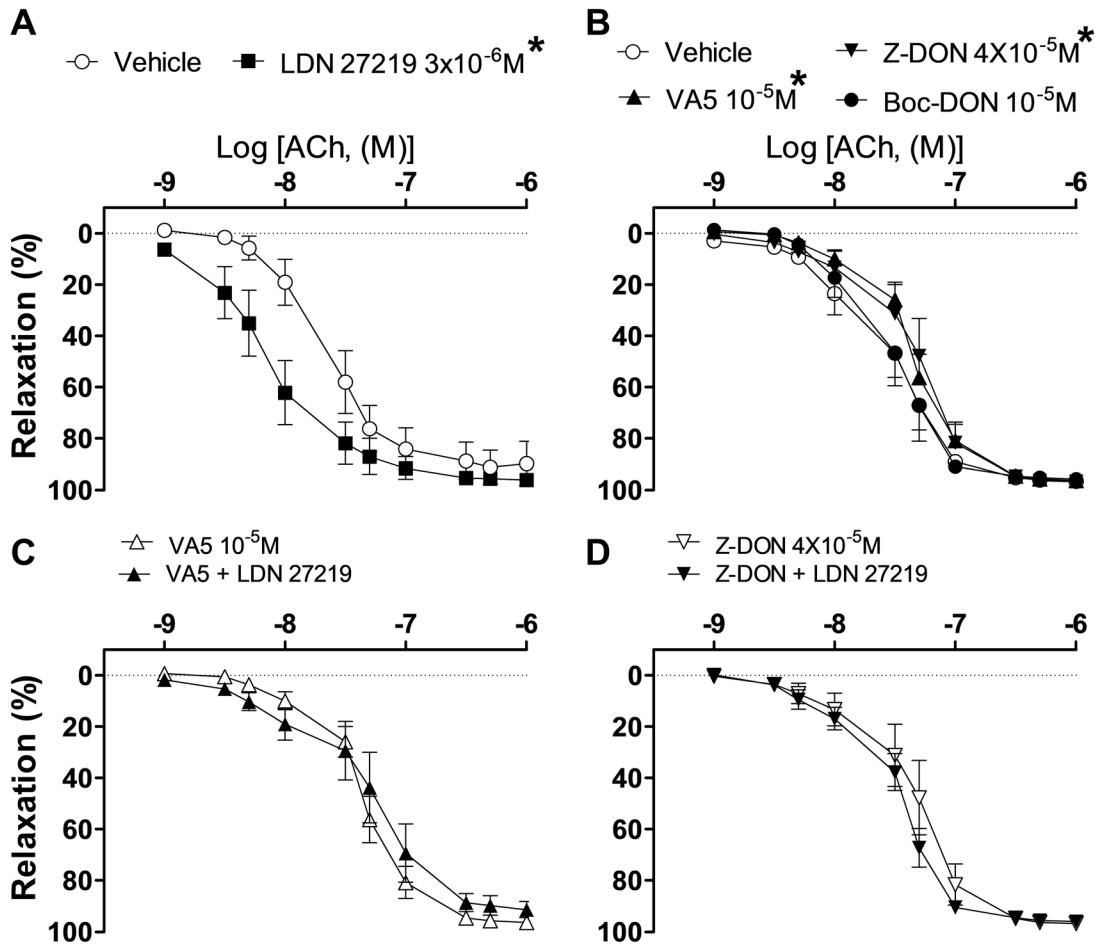 A
Vehicle LDN 27219 3x10⁻⁶M*
Log [ACh, (M)]
-9 -8 -7 -6
Relaxation (%)
0
20
40
60
80
100
B
Vehicle Z-DON 4X10⁻⁵M*
VA5 10⁻⁵M* Boc-DON 10⁻⁵M
Log [ACh, (M)]
-9 -8 -7 -6
0
20
40
60
80
100
C
VA5 10⁻⁵M
VA5 + LDN 27219
-9 -8 -7 -6
Relaxation (%)
0
20
40
60
80
100
D
Z-DON 4X10⁻⁵M
Z-DON + LDN 27219
-9 -8 -7 -6
0
20
40
60
80
100